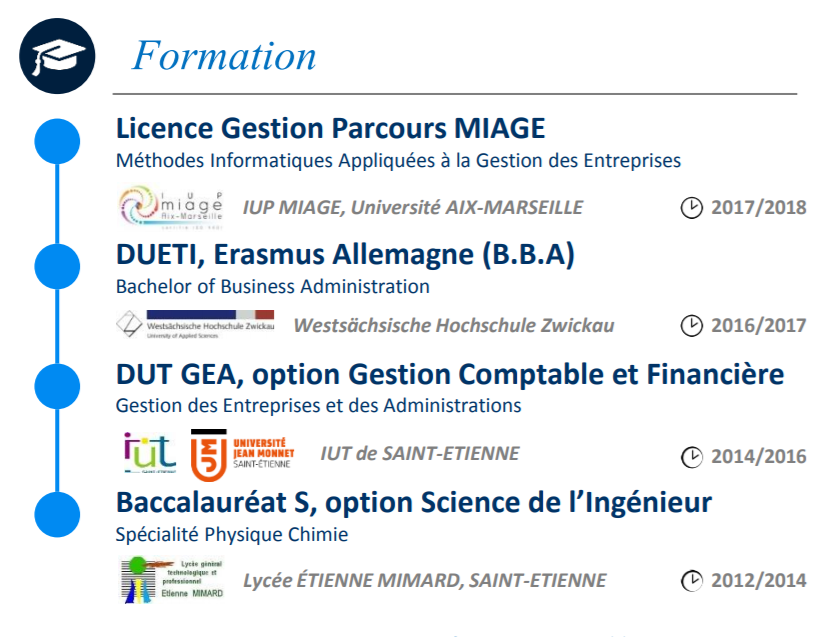 Formation
Licence Gestion Parcours MIAGE
Méthodes Informatiques Appliquées à la Gestion des Entreprises
I U P
miage
Aix-Marseille
IUP MIAGE, Université AIX-MARSEILLE
2017/2018
DUETI, Erasmus Allemagne (B.B.A)
Bachelor of Business Administration
Westsächsische Hochschule Zwickau
University of Applied Sciences
Westsächsische Hochschule Zwickau
2016/2017
DUT GEA, option Gestion Comptable et Financière
Gestion des Entreprises et des Administrations
iut
SAINT-ETIENNE
UNIVERSITÉ
JEAN MONNET
SAINT-ÉTIENNE
IUT de SAINT-ETIENNE
2014/2016
Baccalauréat S, option Science de l’Ingénieur
Spécialité Physique Chimie
Lycée général
technologique et
professionnel
Etienne MIMARD
Lycée ÉTIENNE MIMARD, SAINT-ETIENNE
2012/2014